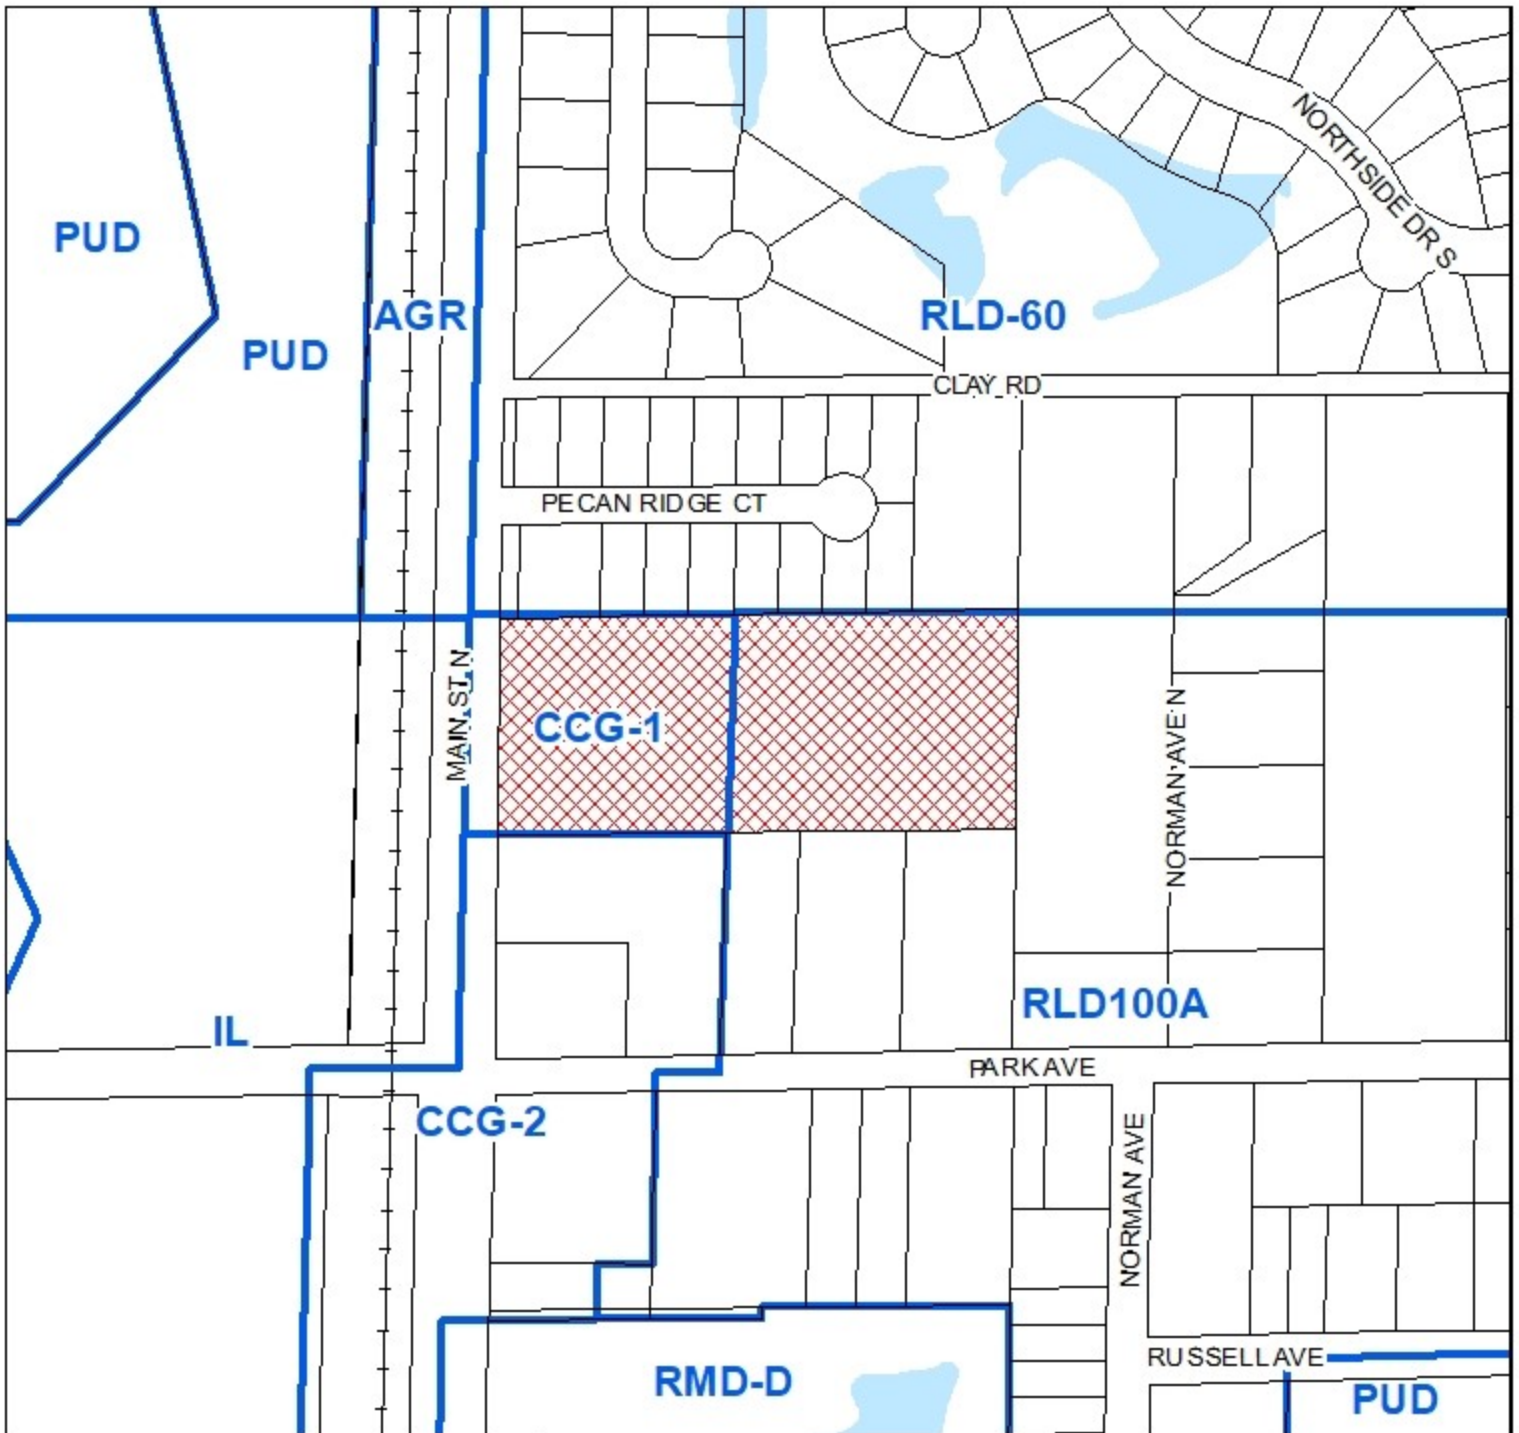 NORTHSIDE DR S
PUD
AGR
RLD-60
PUD
CLAY RD
PECAN RIDGE CT
MAIN ST N
CCG-1
NORMAN AVE N
RLD100A
IL
PARK AVE
CCG-2
NORMAN AVE
RUSSELL AVE
RMD-D
PUD